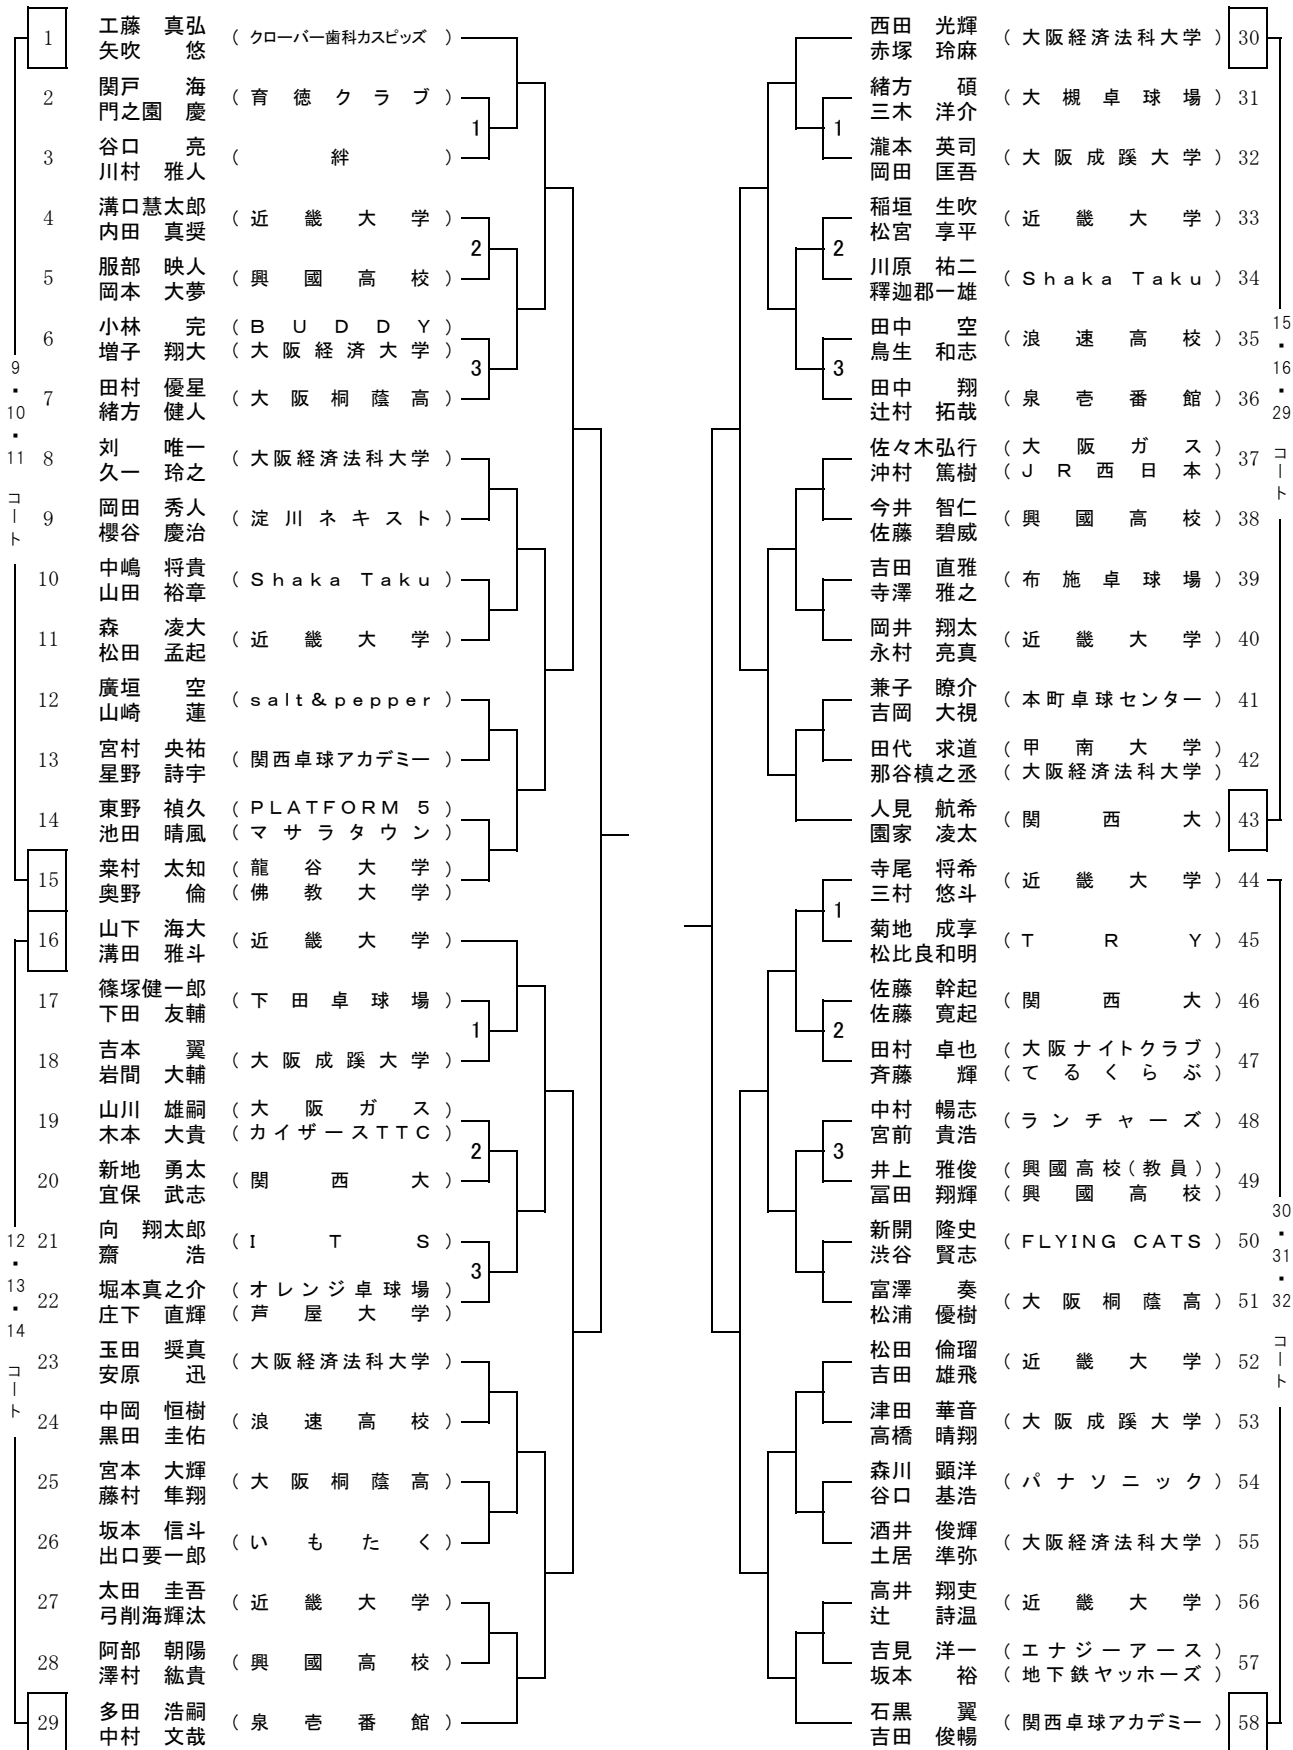 1 工藤 真弘 矢吹 悠 (クローバー歯科カスピッズ)
2 関戸 海 門之園 慶 (育徳クラブ)
1
3 谷口 亮 川村 雅人 (絆)
4 溝口慧太郎 内田 真奨 (近畿大学)
2
5 服部 映人 岡本 大夢 (興國高校)
6 小林 完 (BUDDY) 増子 翔大 (大阪経済大学)
3
7 田村 優星 緒方 健人 (大阪桐蔭高)
8 刘 唯一 久一 玲之 (大阪経済法科大学)
9 岡田 秀人 櫻谷 慶治 (淀川ネキスト)
10 中嶋 将貴 山田 裕章 (Shaka Taku)
11 森 凌大 松田 孟起 (近畿大学)
12 廣垣 空 山崎 蓮 (salt&pepper)
13 宮村 央祐 星野 詩宇 (関西卓球アカデミー)
14 東野 禎久 (PLATFORM 5) 池田 晴風 (マサラタウン)
15 桒村 太知 (龍谷大学) 奥野 倫 (佛教大学)
9・10・11 コート
16 山下 海大 溝田 雅斗 (近畿大学)
17 篠塚健一郎 下田 友輔 (下田卓球場)
1
18 吉本 翼 岩間 大輔 (大阪成蹊大学)
19 山川 雄嗣 (大阪ガス) 木本 大貴 (カイザースTTC)
2
20 新地 勇太 宜保 武志 (関西大)
21 向 翔太郎 齋 浩 (ITS)
3
22 堀本真之介 (オレンジ卓球場) 庄下 直輝 (芦屋大学)
23 玉田 奨真 安原 迅 (大阪経済法科大学)
24 中岡 恒樹 黒田 圭佑 (浪速高校)
25 宮本 大輝 藤村 隼翔 (大阪桐蔭高)
26 坂本 信斗 出口要一郎 (いもたく)
27 太田 圭吾 弓削海輝汰 (近畿大学)
28 阿部 朝陽 澤村 紘貴 (興國高校)
29 多田 浩嗣 中村 文哉 (泉壱番館)
12・13・14 コート
西田 光輝 赤塚 玲麻 (大阪経済法科大学) 30
緒方 碩 三木 洋介 (大槻卓球場) 31
1
瀧本 英司 岡田 匡吾 (大阪成蹊大学) 32
稲垣 生吹 松宮 享平 (近畿大学) 33
2
川原 祐二 釋迦郡一雄 (Shaka Taku) 34
田中 空 鳥生 和志 (浪速高校) 35
3
田中 翔 辻村 拓哉 (泉壱番館) 36
佐々木弘行 (大阪ガス) 沖村 篤樹 (JR西日本) 37
今井 智仁 佐藤 碧威 (興國高校) 38
吉田 直雅 寺澤 雅之 (布施卓球場) 39
岡井 翔太 永村 亮真 (近畿大学) 40
兼子 瞭介 吉岡 大視 (本町卓球センター) 41
田代 求道 (甲南大学) 那谷槙之丞 (大阪経済法科大学) 42
人見 航希 園家 凌太 (関西大) 43
15・16・29 コート
寺尾 将希 三村 悠斗 (近畿大学) 44
1
菊地 成享 松比良和明 (TRY) 45
佐藤 幹起 佐藤 寛起 (関西大) 46
2
田村 卓也 (大阪ナイトクラブ) 斉藤 輝 (てるくらぶ) 47
中村 暢志 宮前 貴浩 (ランチャーズ) 48
3
井上 雅俊 (興國高校(教員)) 冨田 翔輝 (興國高校) 49
新開 隆史 渋谷 賢志 (FLYING CATS) 50
富澤 奏 松浦 優樹 (大阪桐蔭高) 51
松田 倫瑠 吉田 雄飛 (近畿大学) 52
津田 華音 高橋 晴翔 (大阪成蹊大学) 53
森川 顕洋 谷口 基浩 (パナソニック) 54
酒井 俊輝 土居 準弥 (大阪経済法科大学) 55
高井 翔吏 辻 詩温 (近畿大学) 56
吉見 洋一 (エナジーアース) 坂本 裕 (地下鉄ヤッホーズ) 57
石黒 翼 吉田 俊暢 (関西卓球アカデミー) 58
30・31・32 コート